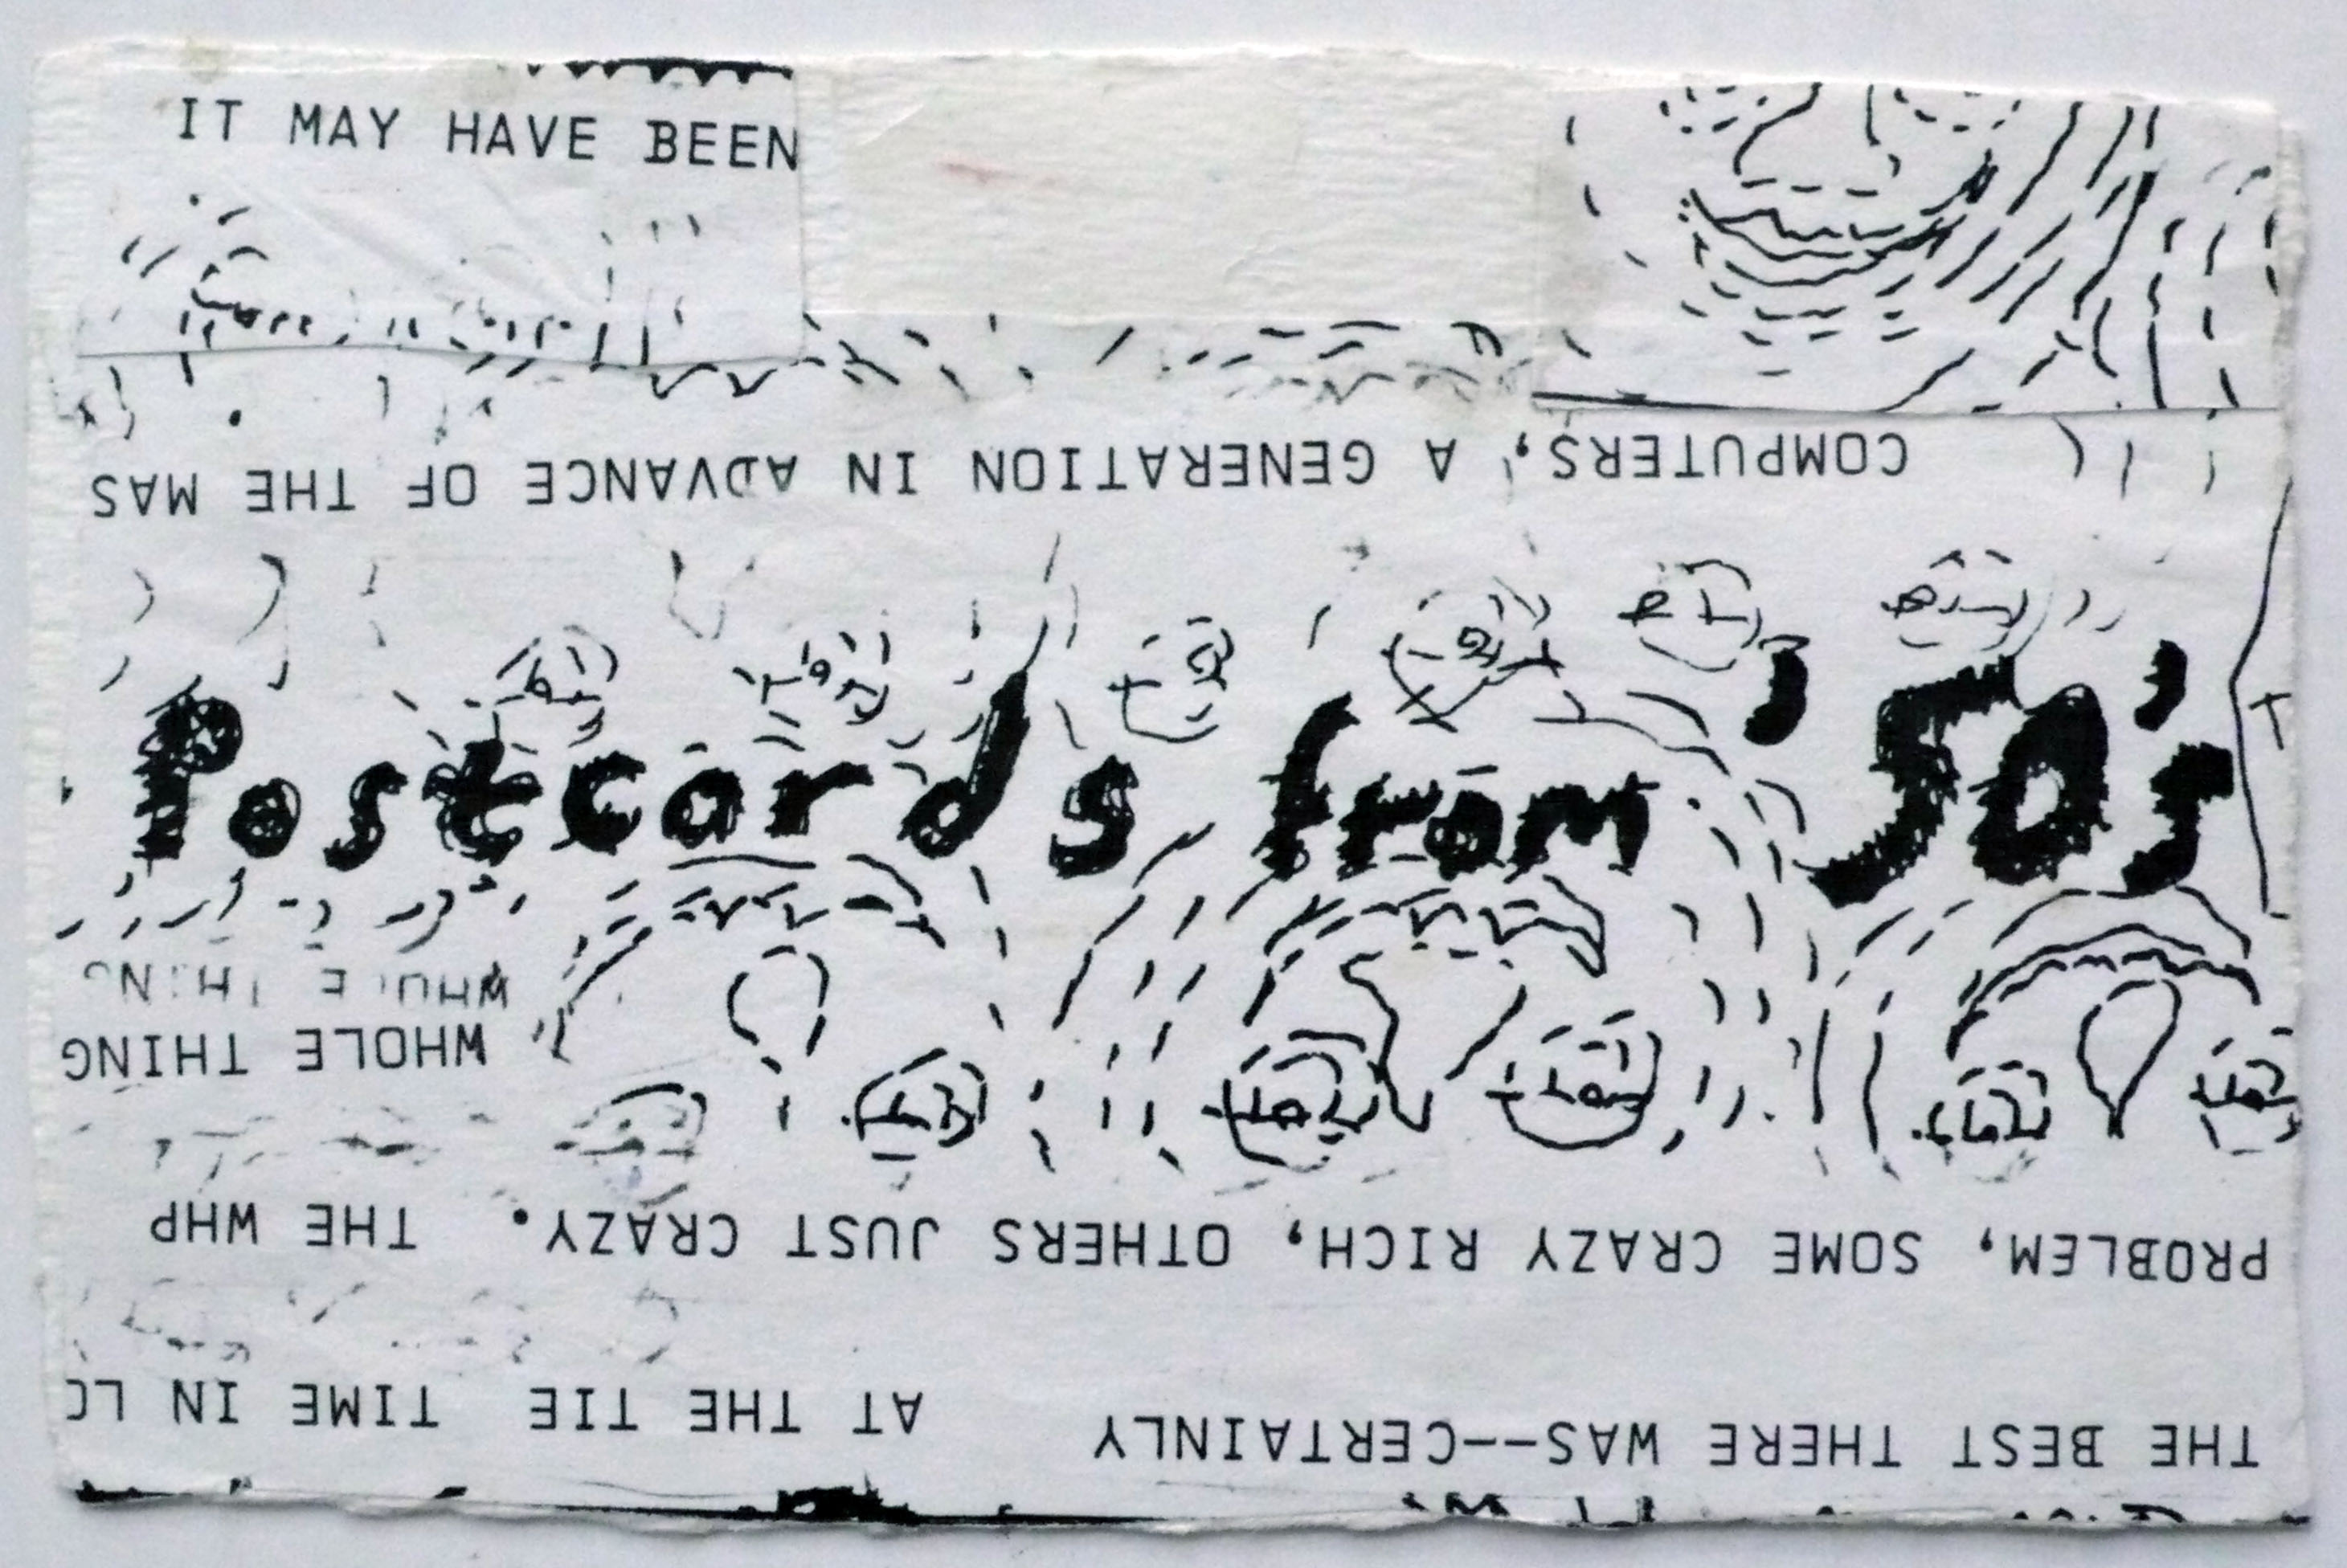 IT MAY HAVE BEEN
COMPUTERS, A GENERATION IN ADVANCE OF THE MAS
Postcards from '50's
WHOLE THING
WHOLE THING
PROBLEM, SOME CRAZY RICH, OTHERS JUST CRAZY. THE WHP
THE BEST THERE WAS--CERTAINLY AT THE TIE TIME IN